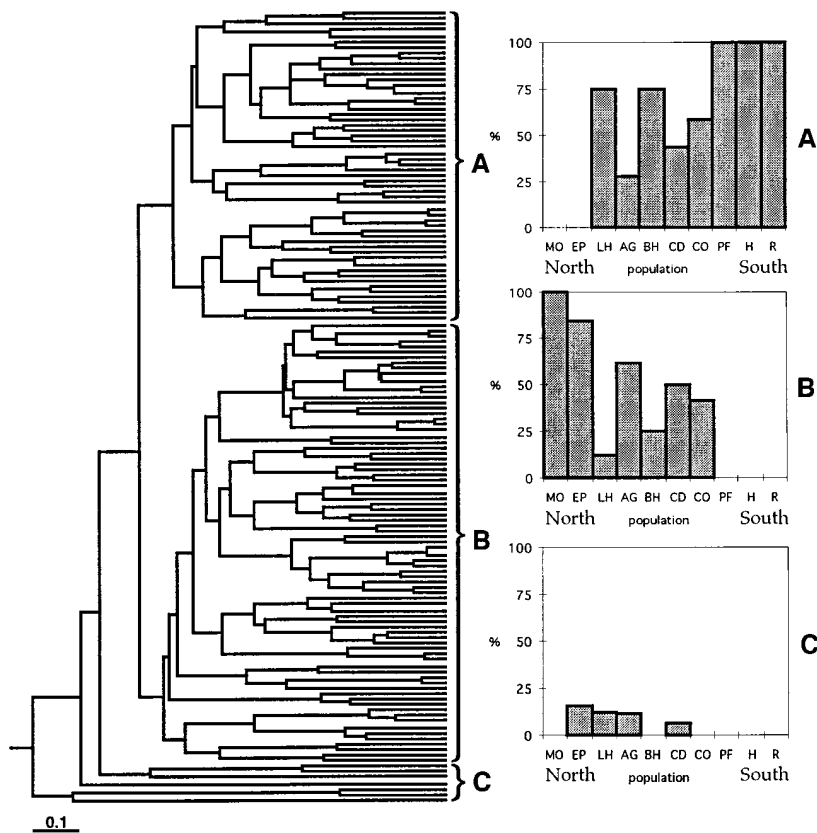 A
B
C
0.1
100
75
% 50
25
0
MO EP LH AG BH CD CO PF H R
North population South
A
100
75
% 50
25
0
MO EP LH AG BH CD CO PF H R
North population South
B
100
75
% 50
25
0
MO EP LH AG BH CD CO PF H R
North population South
C